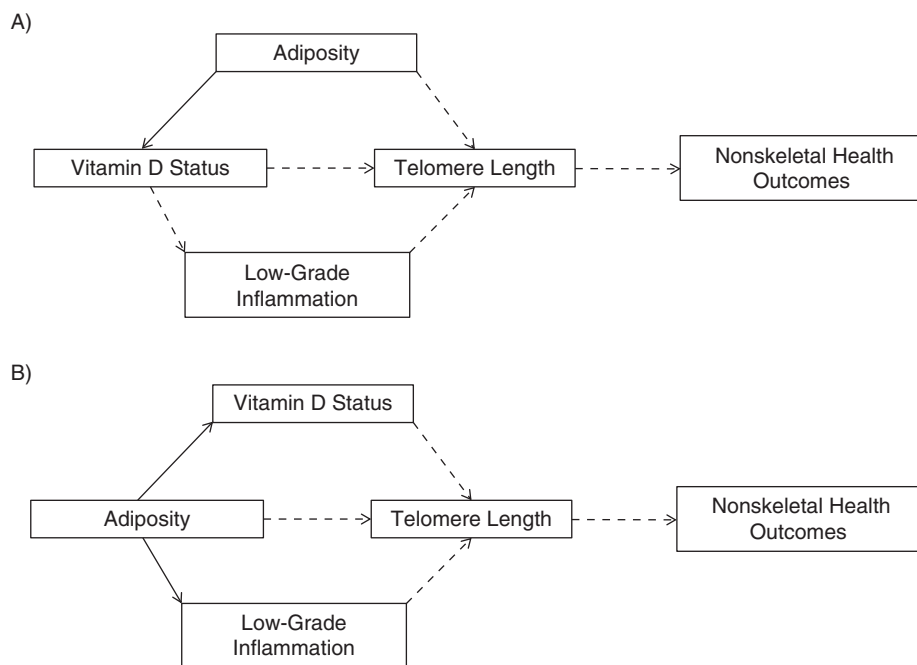 A)
Adiposity
Vitamin D Status
Telomere Length
Nonskeletal Health
Outcomes
Low-Grade
Inflammation
B)
Vitamin D Status
Adiposity
Telomere Length
Nonskeletal Health
Outcomes
Low-Grade
Inflammation